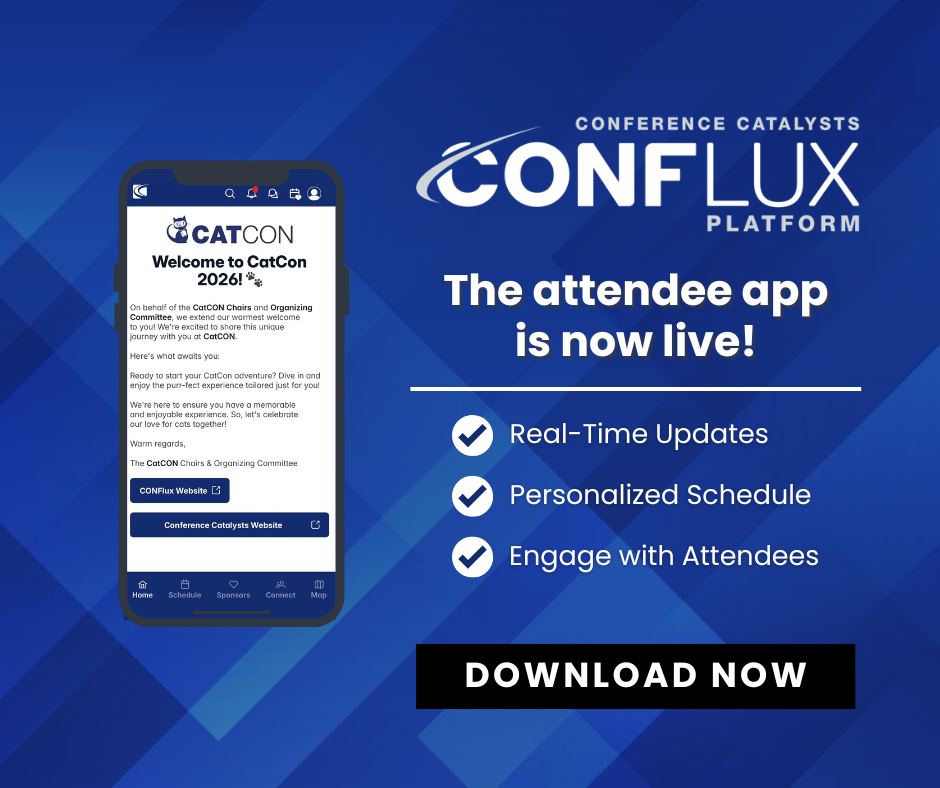 CONFERENCE CATALYSTS
CONFLUX
PLATFORM
The attendee app
is now live!
Real-Time Updates
Personalized Schedule
Engage with Attendees
DOWNLOAD NOW
CATCON
Welcome to CatCon
2026!
On behalf of the CatCON Chairs and Organizing
Committee, we extend our warmest welcome
to you! We're excited to share this unique
journey with you at CatCON.
Here's what awaits you:
Ready to start your CatCon adventure? Dive in and
enjoy the purr-fect experience tailored just for you!
We're here to ensure you have a memorable
and enjoyable experience. So, let's celebrate
our love for cats together!
Warm regards,
The CatCON Chairs & Organizing Committee
CONFlux Website
Conference Catalysts Website
Home Schedule Sponsors Connect Map